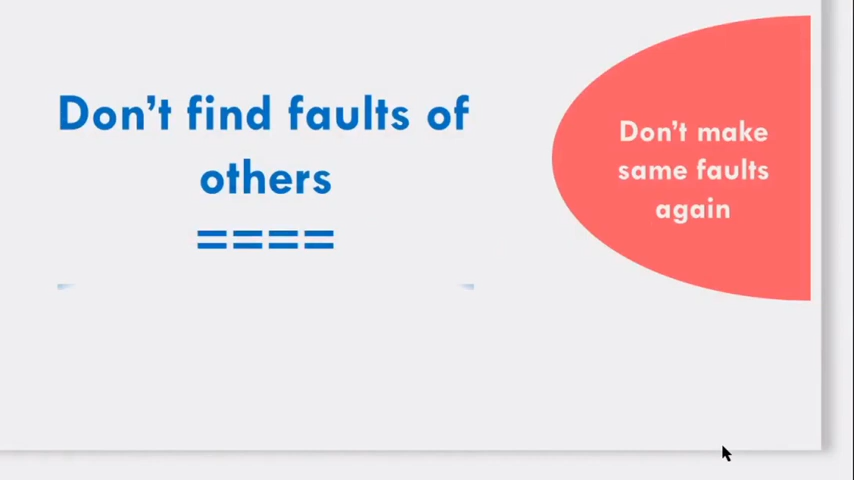 Don't find faults of
others
====
Don't make
same faults
again